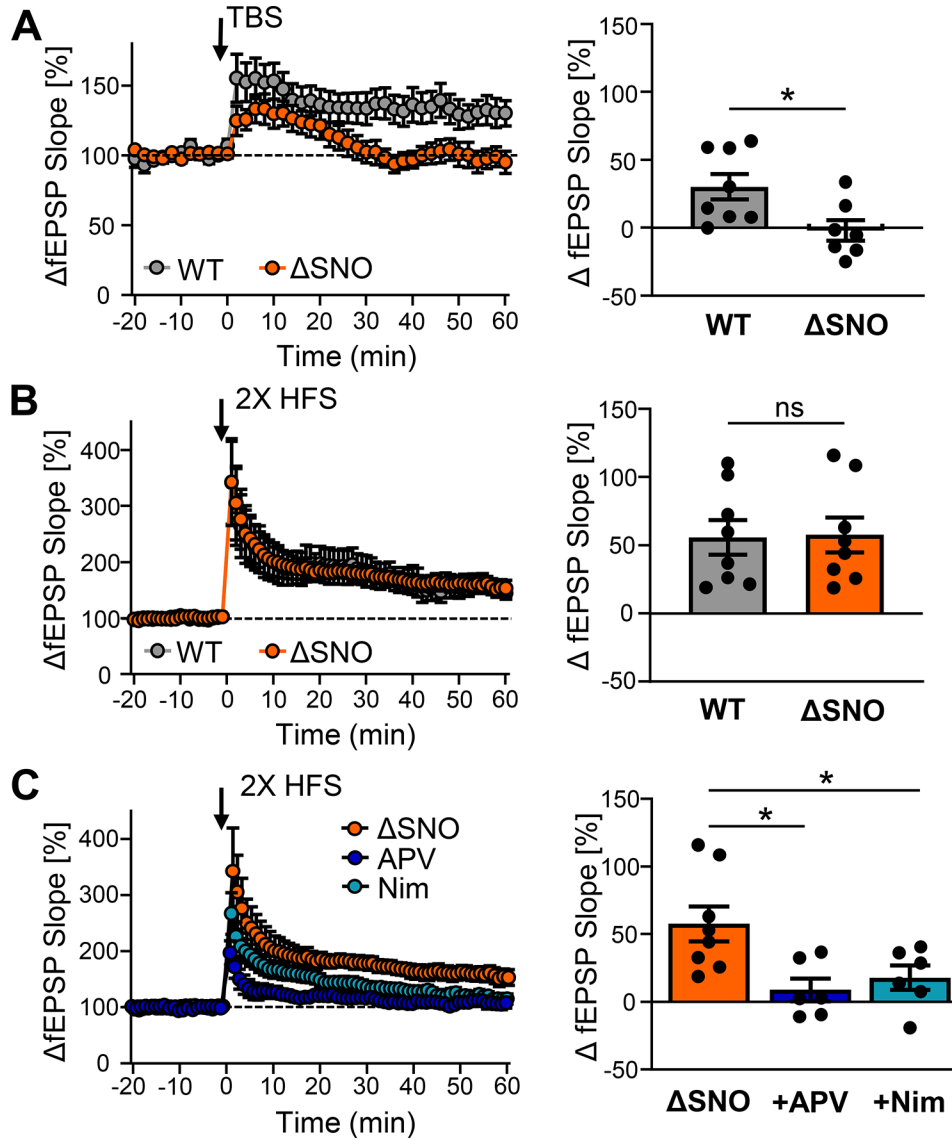 A
TBS
ΔfEPSP Slope [%]
150
100
50
0
WT ΔSNO
-20 -10 0 10 20 30 40 50 60
Time (min)
Δ fEPSP Slope [%]
150
100
50
0
-50
*
WT ΔSNO
B
2X HFS
ΔfEPSP Slope [%]
400
300
200
100
0
WT ΔSNO
-20 -10 0 10 20 30 40 50 60
Time (min)
Δ fEPSP Slope [%]
150
100
50
0
-50
ns
WT ΔSNO
C
2X HFS
ΔfEPSP Slope [%]
400
300
200
100
0
ΔSNO
APV
Nim
-20 -10 0 10 20 30 40 50 60
Time (min)
Δ fEPSP Slope [%]
150
100
50
0
-50
*
*
ΔSNO +APV +Nim